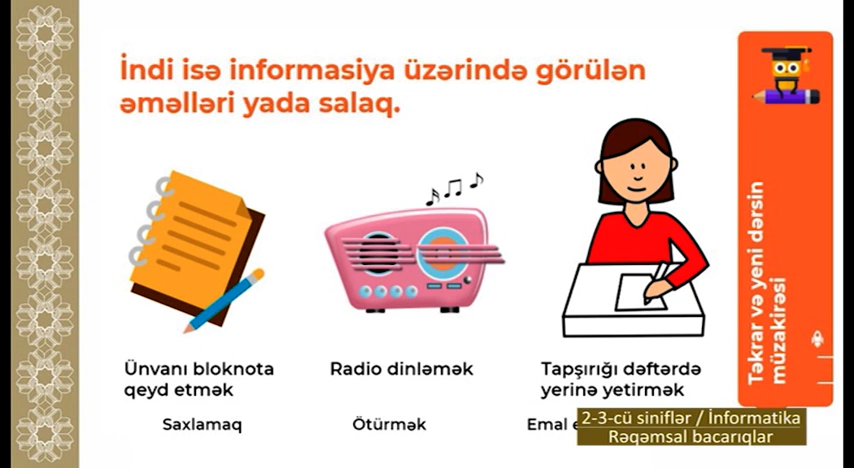 İndi isə informasiya üzərində görülən
əməlləri yada salaq.
Ünvanı bloknota
qeyd etmək
Radio dinləmək
Tapşırığı dəftərdə
yerinə yetirmək
Saxlamaq
Ötürmək
Emal
Təkrar və yeni dərsin
müzakirəsi
2-3-cü siniflər / İnformatika
Rəqəmsal bacarıqlar